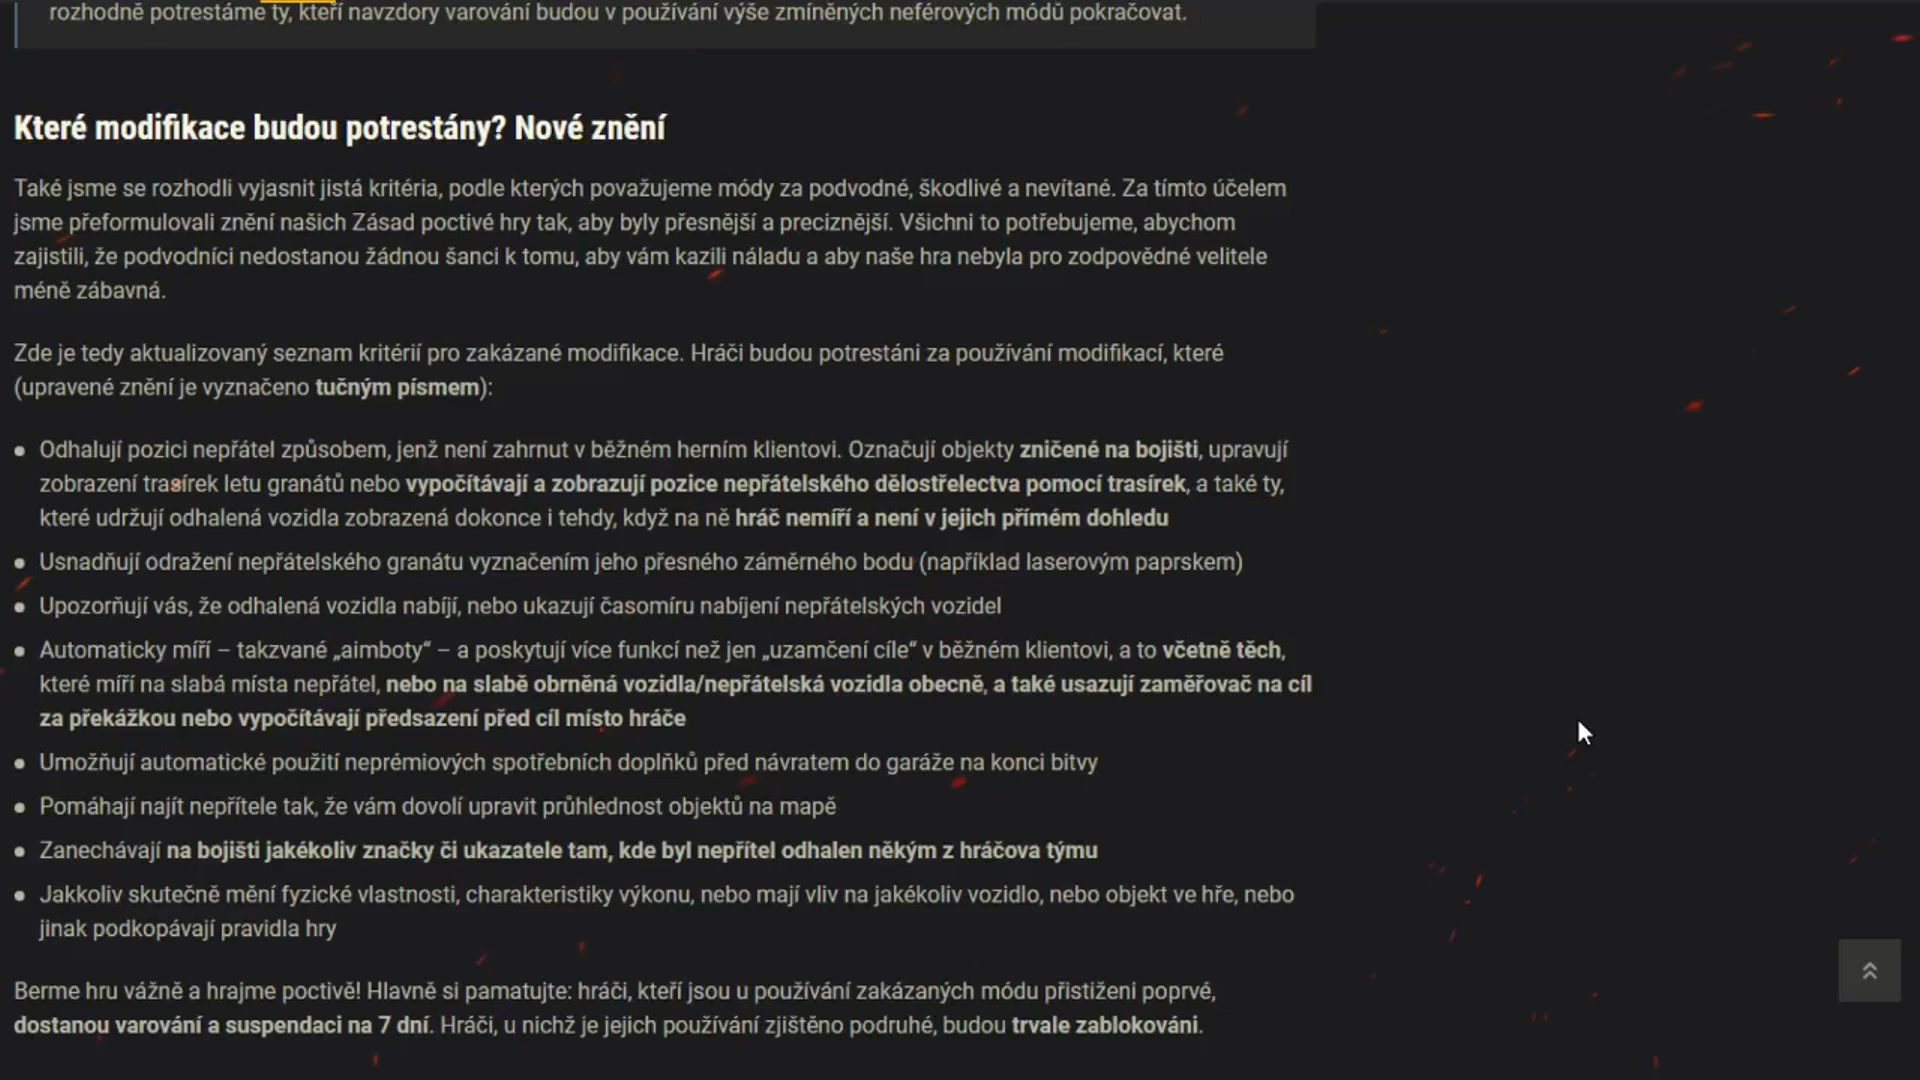 rozhodně potrestáme ty, kteří navzdory varování budou v používání výše zmíněných neférových módů pokračovat.
Které modifikace budou potrestány? Nové znění
Také jsme se rozhodli vyjasnit jistá kritéria, podle kterých považujeme módy za podvodné, škodlivé a nevítané. Za tímto účelem
jsme přeformulovali znění našich Zásad poctivé hry tak, aby byly přesnější a preciznější. Všichni to potřebujeme, abychom
zajistili, že podvodníci nedostanou žádnou šanci k tomu, aby vám kazili náladu a aby naše hra nebyla pro zodpovědné velitele
méně zábavná.
Zde je tedy aktualizovaný seznam kritérií pro zakázané modifikace. Hráči budou potrestáni za používání modifikací, které
(upravené znění je vyznačeno tučným písmem):
Odhalují pozici nepřátel způsobem, jenž není zahrnut v běžném herním klientovi. Označují objekty zničené na bojišti, upravují
zobrazení trasírek letu granátů nebo vypočítávají a zobrazují pozice nepřátelského dělostřelectva pomocí trasírek, a také ty,
které udržují odhalená vozidla zobrazená dokonce i tehdy, když na ně hráč nemíří a není v jejich přímém dohledu
Usnadňují odražení nepřátelského granátu vyznačením jeho přesného záměrného bodu (například laserovým paprskem)
Upozorňují vás, že odhalená vozidla nabíjí, nebo ukazují časomíru nabíjení nepřátelských vozidel
Automaticky míří – takzvané „aimboty“ – a poskytují více funkcí než jen „uzamčení cíle“ v běžném klientovi, a to včetně těch,
které míří na slabá místa nepřátel, nebo na slabě obrněná vozidla/nepřátelská vozidla obecně, a také usazují zaměřovač na cíl
za překážkou nebo vypočítávají předsazení před cíl místo hráče
Umožňují automatické použití neprémiových spotřebních doplňků před návratem do garáže na konci bitvy
Pomáhají najít nepřítele tak, že vám dovolí upravit průhlednost objektů na mapě
Zanechávají na bojišti jakékoliv značky či ukazatele tam, kde byl nepřítel odhalen někým z hráčova týmu
Jakkoliv skutečně mění fyzické vlastnosti, charakteristiky výkonu, nebo mají vliv na jakékoliv vozidlo, nebo objekt ve hře, nebo
jinak podkopávají pravidla hry
Berme hru vážně a hrajme poctivě! Hlavně si pamatujte: hráči, kteří jsou u používání zakázaných módu přistiženi poprvé,
dostanou varování a suspendaci na 7 dní. Hráči, u nichž je jejich používání zjištěno podruhé, budou trvale zablokováni.